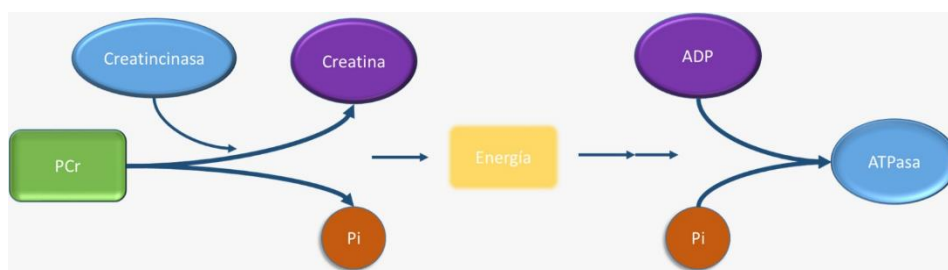 Creatincinasa
Creatina
ADP
PCr
Energía
ATPasa
Pi
Pi